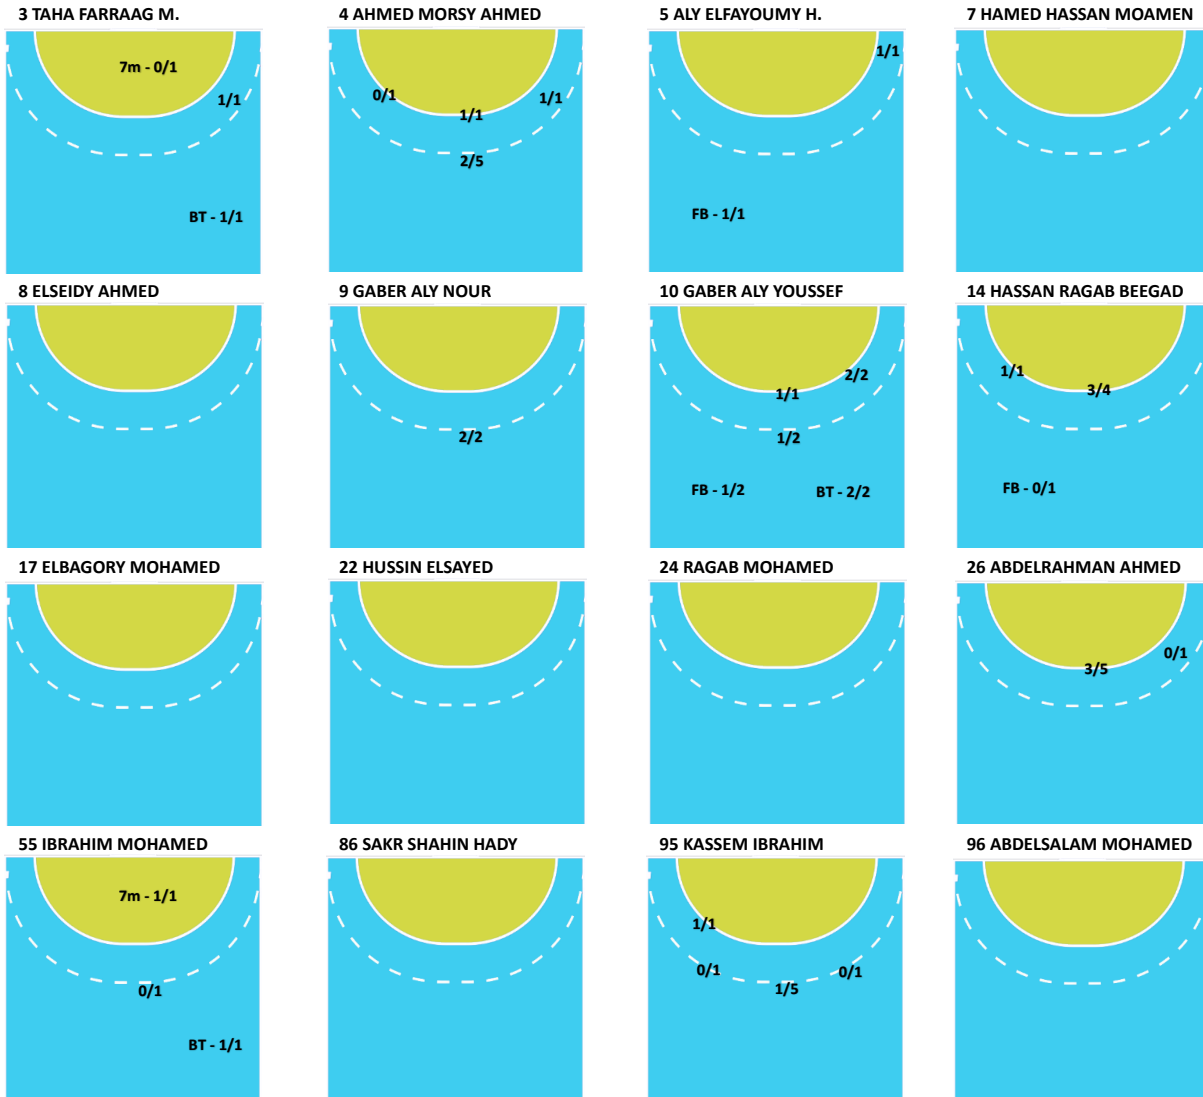 3 TAHA FARRAAG M.
7m - 0/1
1/1
BT - 1/1
4 AHMED MORSY AHMED
0/1
1/1
1/1
2/5
5 ALY ELFAYOUMY H.
1/1
FB - 1/1
7 HAMED HASSAN MOAMEN
8 ELSEIDY AHMED
9 GABER ALY NOUR
2/2
10 GABER ALY YOUSSEF
2/2
1/1
1/2
FB - 1/2
BT - 2/2
14 HASSAN RAGAB BEEGAD
1/1
3/4
FB - 0/1
17 ELBAGORY MOHAMED
22 HUSSIN ELSAYED
24 RAGAB MOHAMED
26 ABDELRAHMAN AHMED
0/1
3/5
55 IBRAHIM MOHAMED
7m - 1/1
0/1
BT - 1/1
86 SAKR SHAHIN HADY
95 KASSEM IBRAHIM
1/1
0/1
0/1
1/5
96 ABDELSALAM MOHAMED